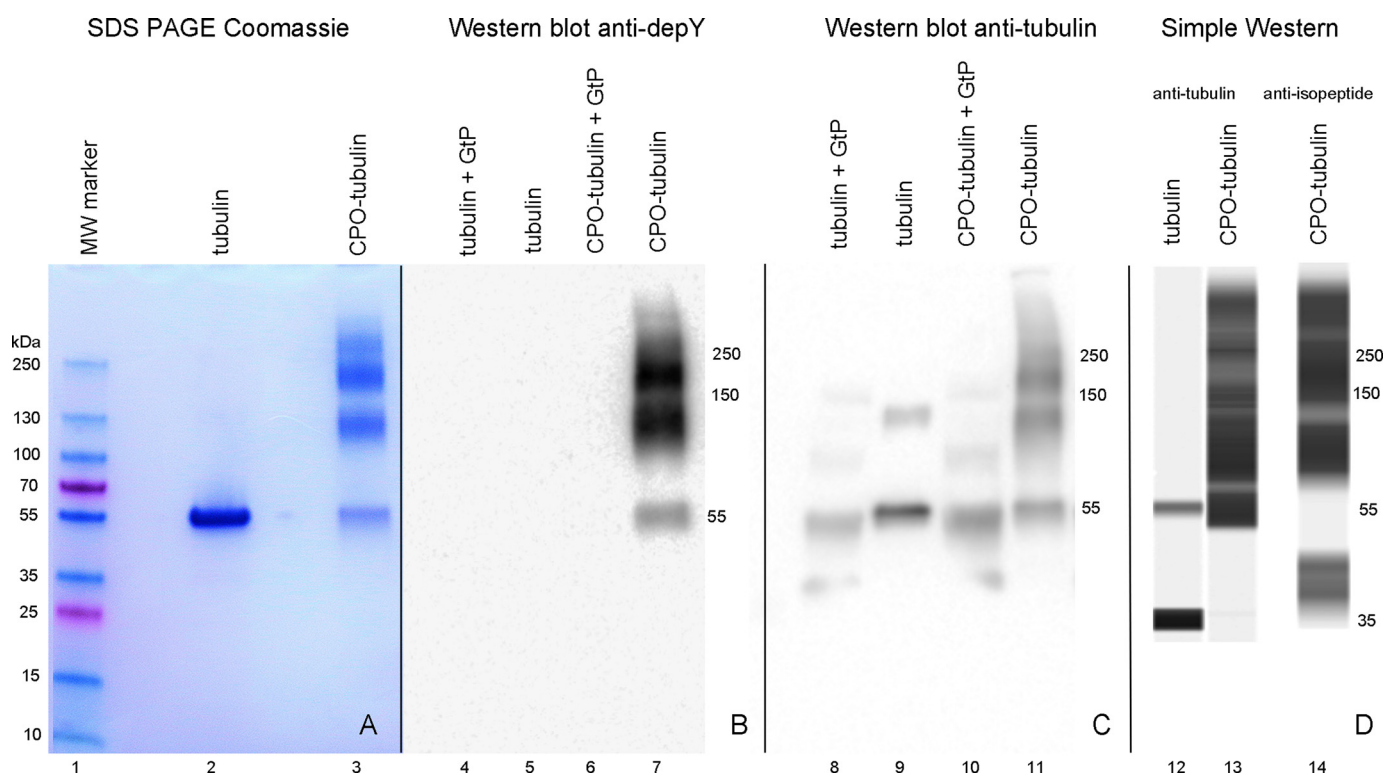 SDS PAGE Coomassie
Western blot anti-depY
Western blot anti-tubulin
Simple Western
anti-tubulin
anti-isopeptide
MW marker
tubulin
CPO-tubulin
tubulin + GtP
tubulin
CPO-tubulin + GtP
CPO-tubulin
tubulin + GtP
tubulin
CPO-tubulin + GtP
CPO-tubulin
tubulin
CPO-tubulin
CPO-tubulin
kDa
250
130
100
70
55
35
25
15
10
250
150
55
250
150
55
250
150
55
35
A
B
C
D
1
2
3
4
5
6
7
8
9
10
11
12
13
14